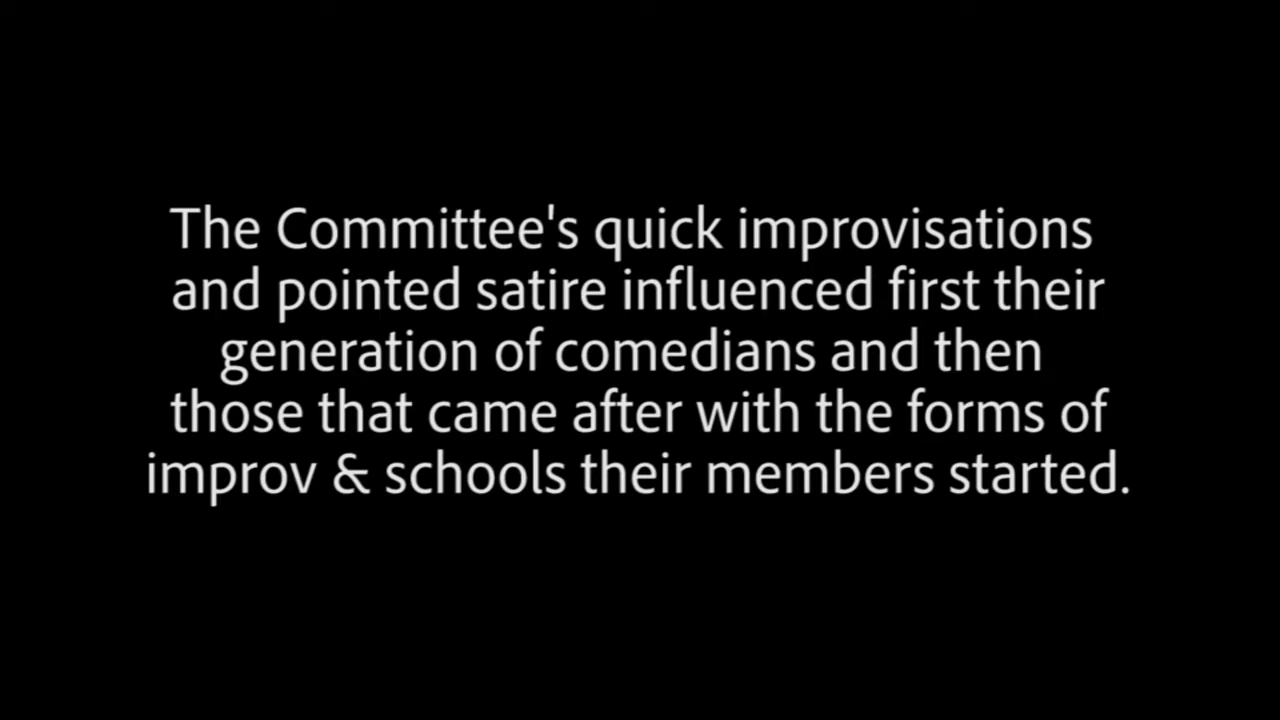 The Committee's quick improvisations
and pointed satire influenced first their
generation of comedians and then
those that came after with the forms of
improv & schools their members started.